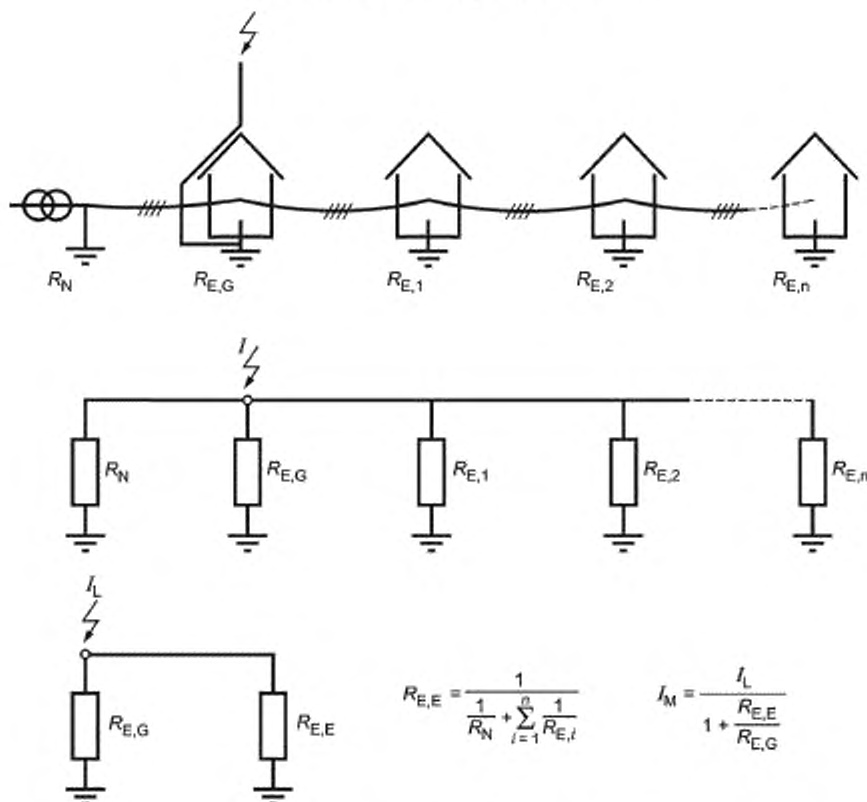 R_N R_E,G R_E,1 R_E,2 R_E,n
I
R_N R_E,G R_E,1 R_E,2 R_E,n
I_L
R_E,G R_E,E R_E,E = 1 / (1/R_N + ∑_{i = 1}^{n} 1/R_E,i) I_M = I_L / (1 + R_E,E/R_E,G)